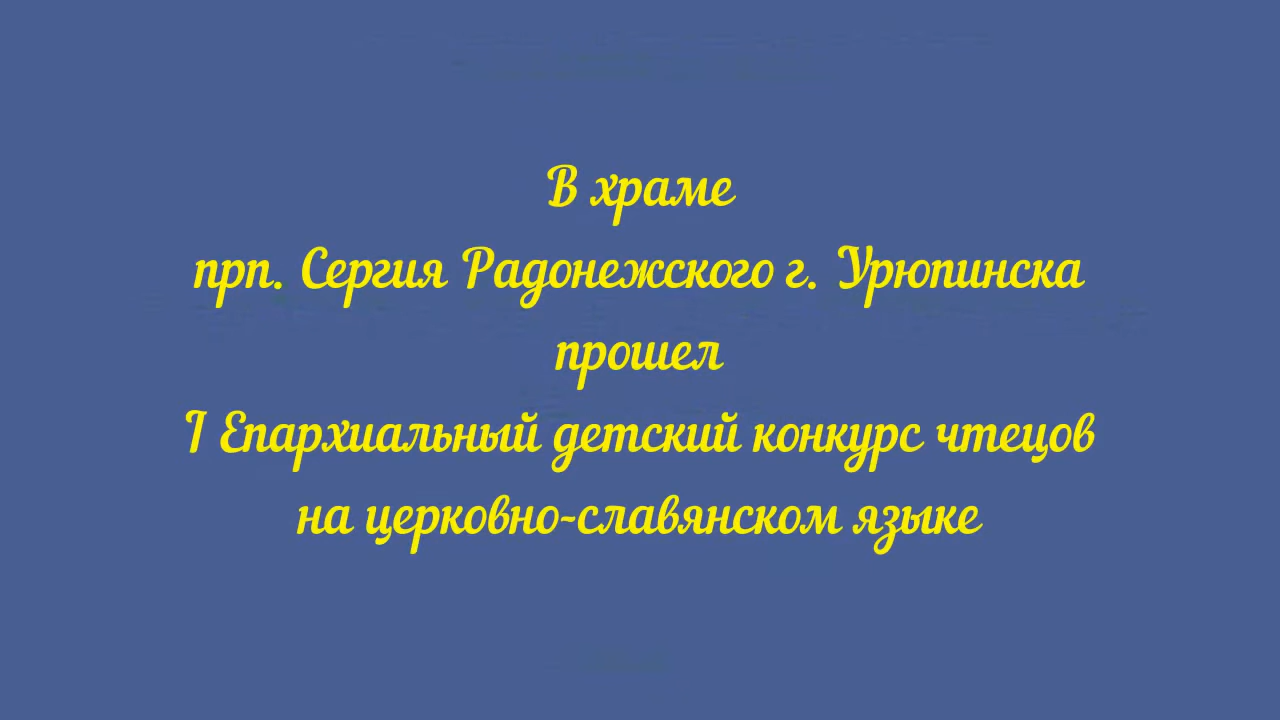 В храме
прп. Сергия Радонежского г. Урюпинска
прошел
I Епархиальный детский конкурс чтецов
на церковно-славянском языке